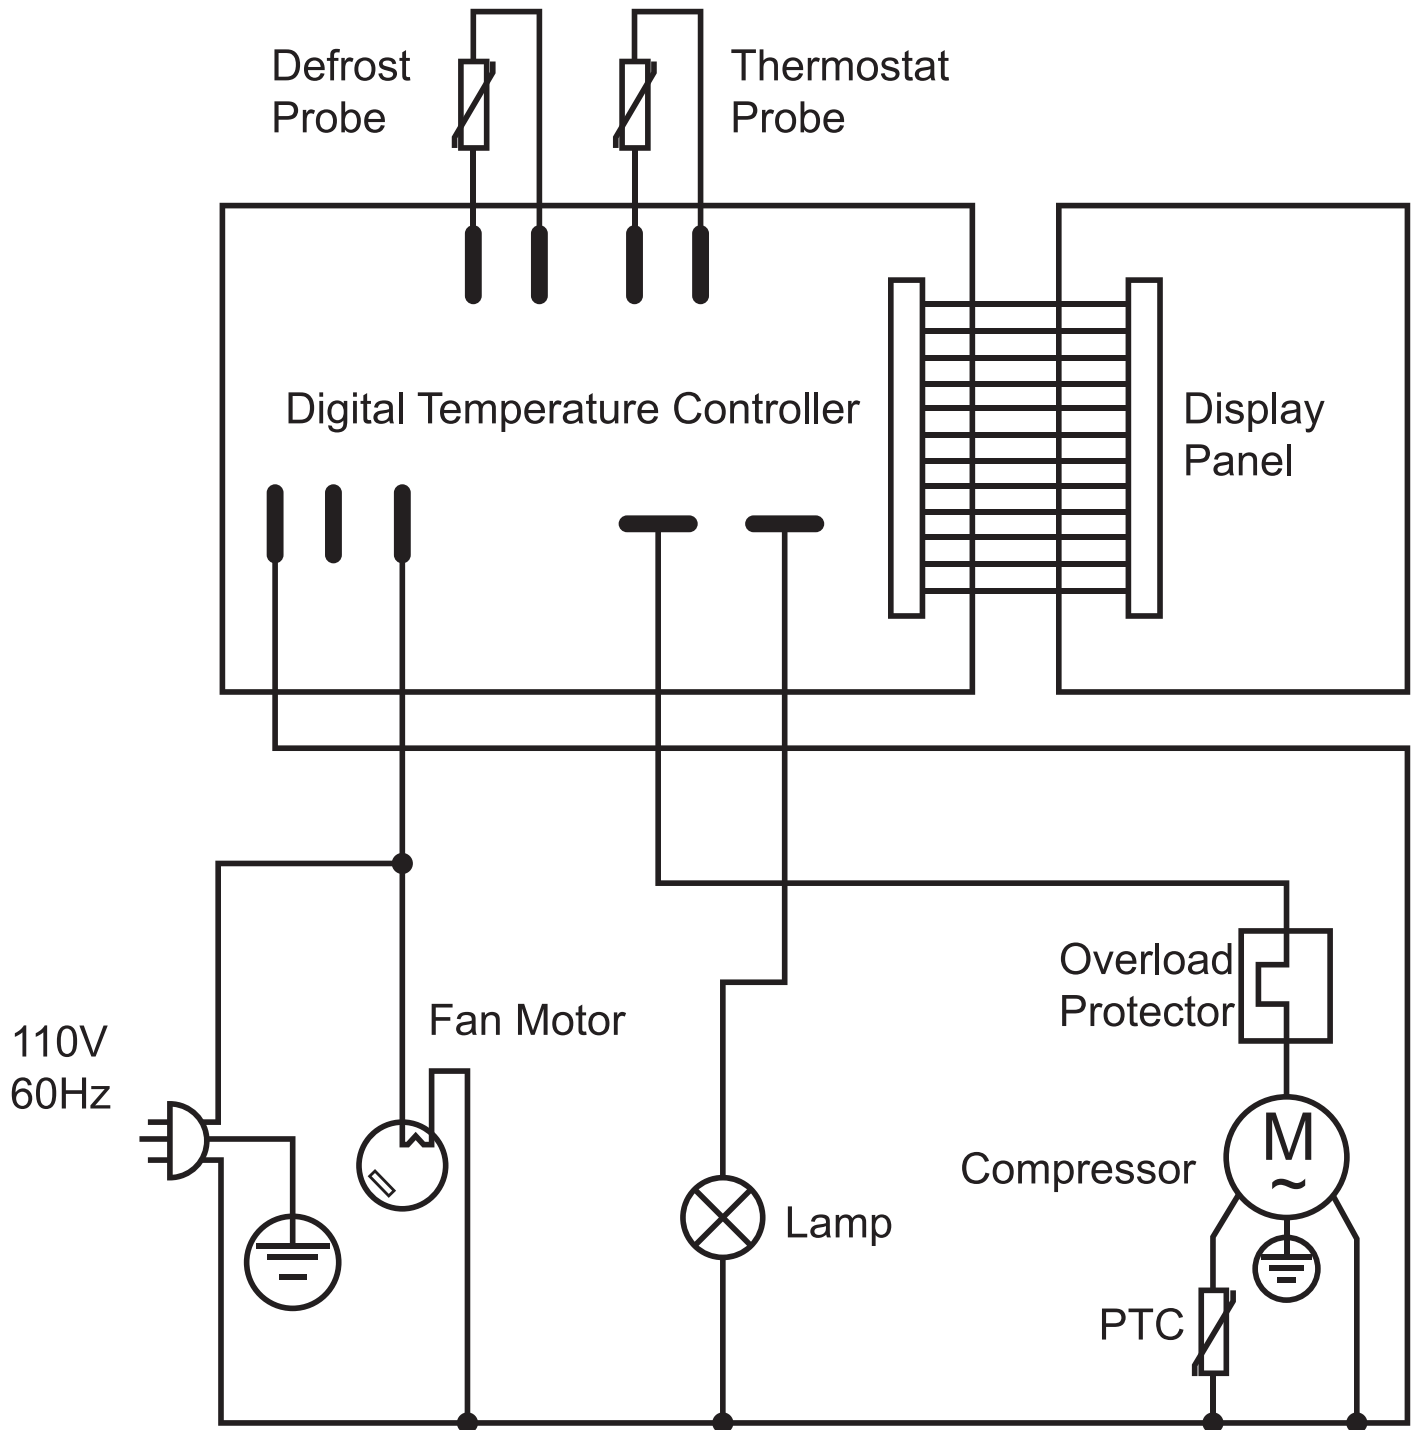 Defrost
Probe
Thermostat
Probe
Digital Temperature Controller
Display
Panel
Overload
Protector
Fan Motor
110V
60Hz
M
~
Compressor
Lamp
PTC